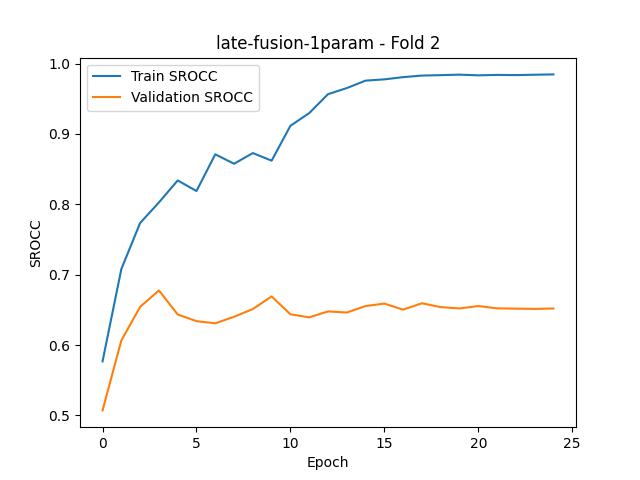 late-fusion-1param - Fold 2
Train SROCC
Validation SROCC
1.0
0.9
0.8
0.7
0.6
0.5
SROCC
0 5 10 15 20 25
Epoch